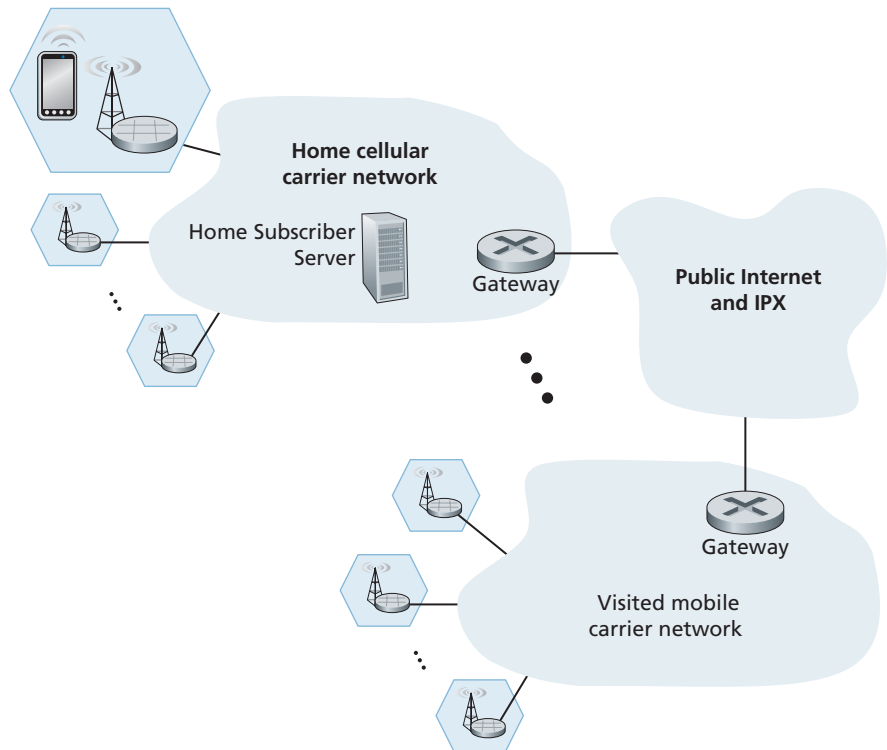 Home cellular
carrier network
Home Subscriber
Server
Gateway
Public Internet
and IPX
Gateway
Visited mobile
carrier network